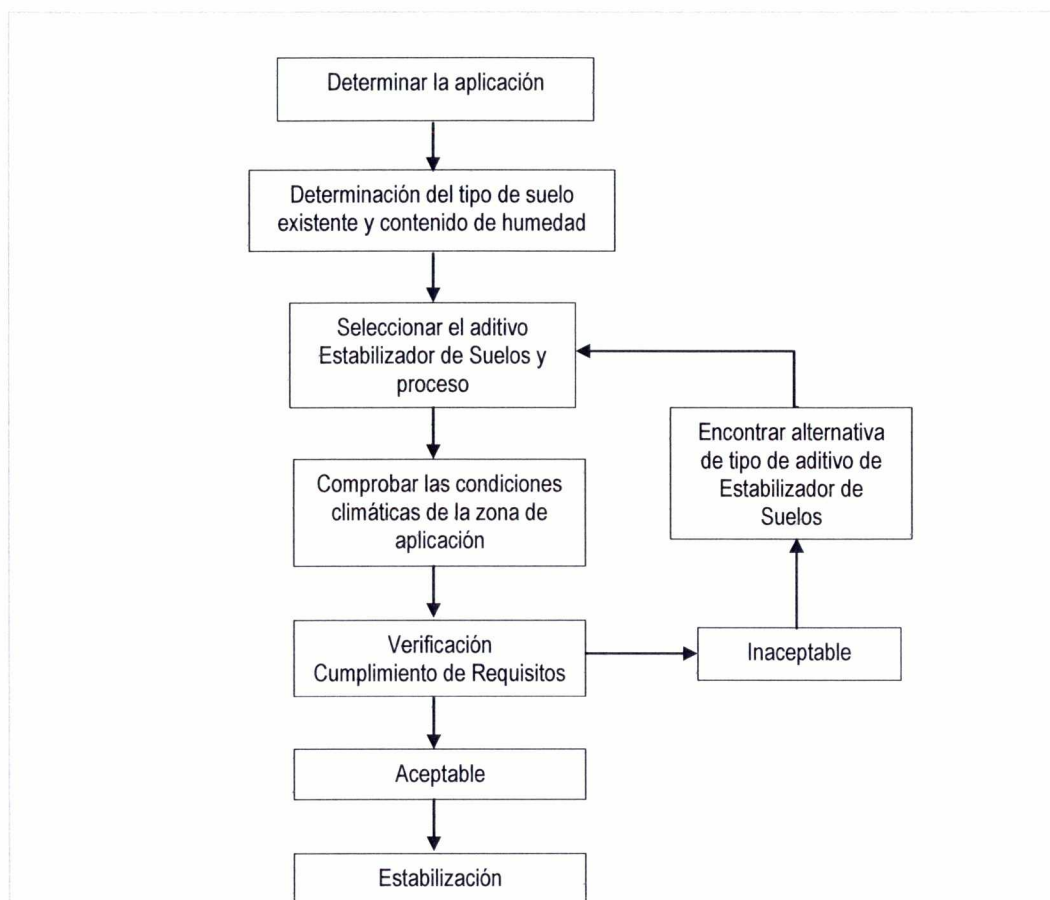 Determinar la aplicación
Determinación del tipo de suelo
existente y contenido de humedad
Seleccionar el aditivo
Estabilizador de Suelos y
proceso
Encontrar alternativa
de tipo de aditivo de
Estabilizador de
Suelos
Comprobar las condiciones
climáticas de la zona de
aplicación
Verificación
Cumplimiento de Requisitos
Inaceptable
Aceptable
Estabilización